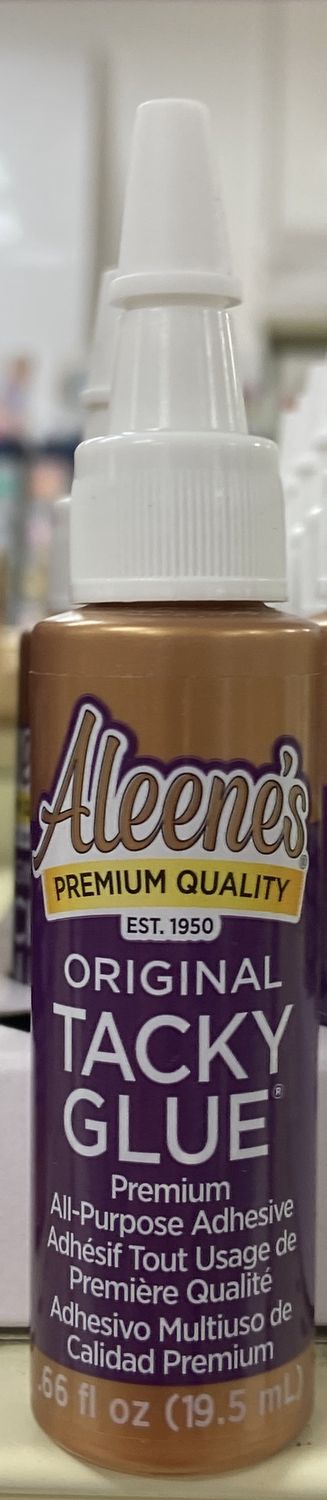 Aleene's®
PREMIUM QUALITY
EST. 1950
ORIGINAL
TACKY
GLUE®
Premium
All-Purpose Adhesive
Adhésif Tout Usage de
Première Qualité
Adhesivo Multiuso de
Calidad Premium
.66 fl oz (19.5 mL)